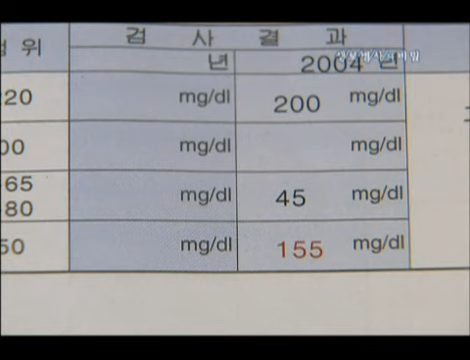 검 사 결 과
위
년 2004 년
20 mg/dl 200 mg/dl
00 mg/dl mg/dl
65
80 mg/dl 45 mg/dl
50 mg/dl 155 mg/dl